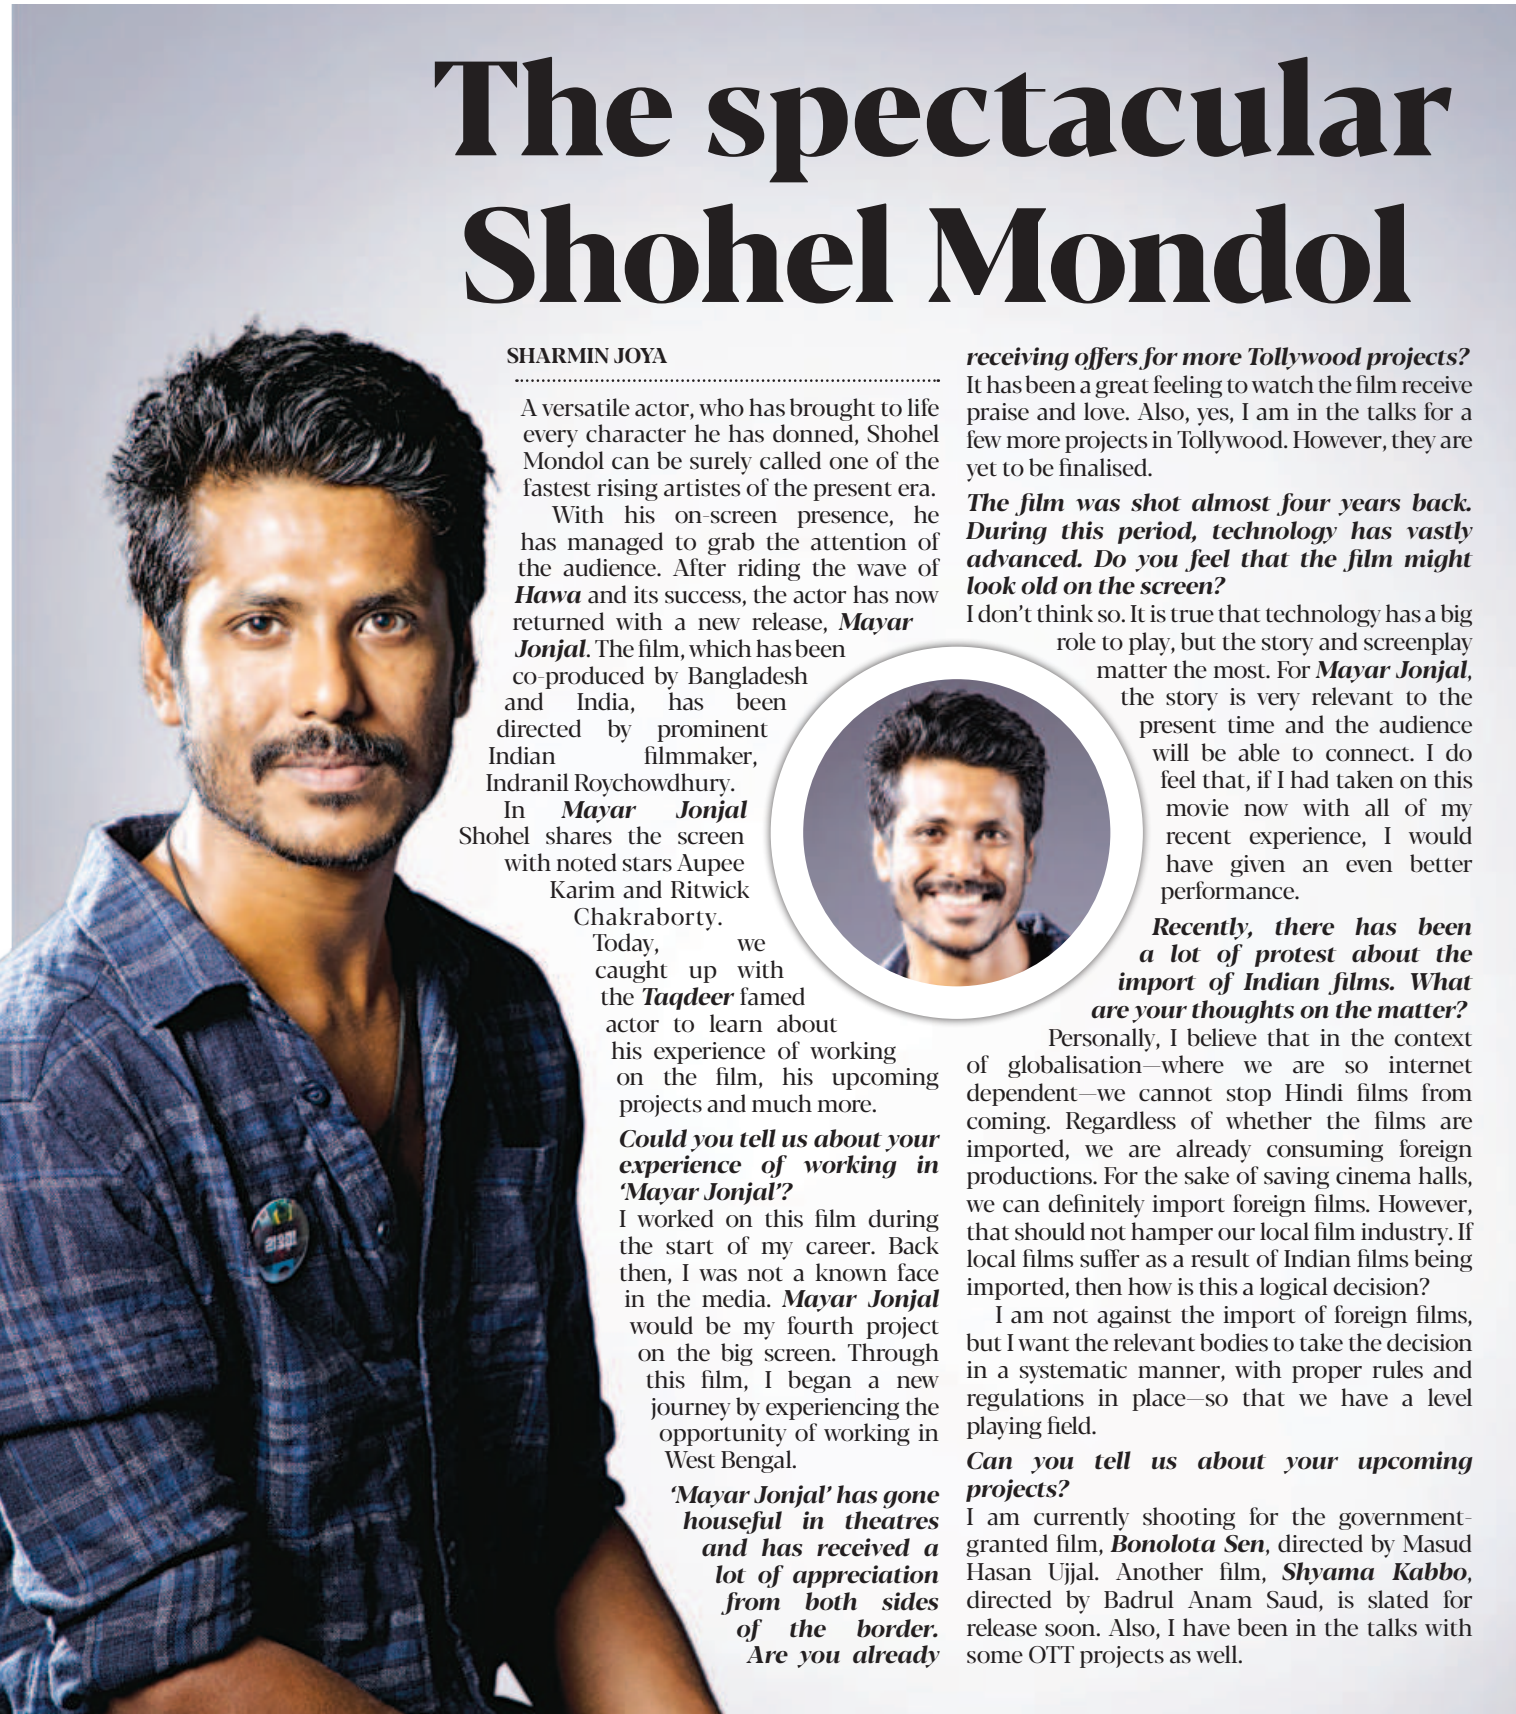 The spectacular
Shohel Mondol
SHARMIN JOYA
A versatile actor, who has brought to life
every character he has donned, Shohel
Mondol can be surely called one of the
fastest rising artistes of the present era.
With his on-screen presence, he
has managed to grab the attention of
the audience. After riding the wave of
Hawa and its success, the actor has now
returned with a new release, Mayar
Jonjal. The film, which has been
co-produced by Bangladesh
and India, has been
directed by prominent
Indian filmmaker,
Indranil Roychowdhury.
In Mayar Jonjal
Shohel shares the screen
with noted stars Aupee
Karim and Ritwick
Chakraborty.
Today, we
caught up with
the Taqdeer famed
actor to learn about
his experience of working
on the film, his upcoming
projects and much more.
Could you tell us about your
experience of working in
‘Mayar Jonjal’?
I worked on this film during
the start of my career. Back
then, I was not a known face
in the media. Mayar Jonjal
would be my fourth project
on the big screen. Through
this film, I began a new
journey by experiencing the
opportunity of working in
West Bengal.
‘Mayar Jonjal’ has gone
houseful in theatres
and has received a
lot of appreciation
from both sides
of the border.
Are you already
receiving offers for more Tollywood projects?
It has been a great feeling to watch the film receive
praise and love. Also, yes, I am in the talks for a
few more projects in Tollywood. However, they are
yet to be finalised.
The film was shot almost four years back.
During this period, technology has vastly
advanced. Do you feel that the film might
look old on the screen?
I don’t think so. It is true that technology has a big
role to play, but the story and screenplay
matter the most. For Mayar Jonjal,
the story is very relevant to the
present time and the audience
will be able to connect. I do
feel that, if I had taken on this
movie now with all of my
recent experience, I would
have given an even better
performance.
Recently, there has been
a lot of protest about the
import of Indian films. What
are your thoughts on the matter?
Personally, I believe that in the context
of globalisation—where we are so internet
dependent—we cannot stop Hindi films from
coming. Regardless of whether the films are
imported, we are already consuming foreign
productions. For the sake of saving cinema halls,
we can definitely import foreign films. However,
that should not hamper our local film industry. If
local films suffer as a result of Indian films being
imported, then how is this a logical decision?
I am not against the import of foreign films,
but I want the relevant bodies to take the decision
in a systematic manner, with proper rules and
regulations in place—so that we have a level
playing field.
Can you tell us about your upcoming
projects?
I am currently shooting for the government-
granted film, Bonolota Sen, directed by Masud
Hasan Ujjal. Another film, Shyama Kabbo,
directed by Badrul Anam Saud, is slated for
release soon. Also, I have been in the talks with
some OTT projects as well.